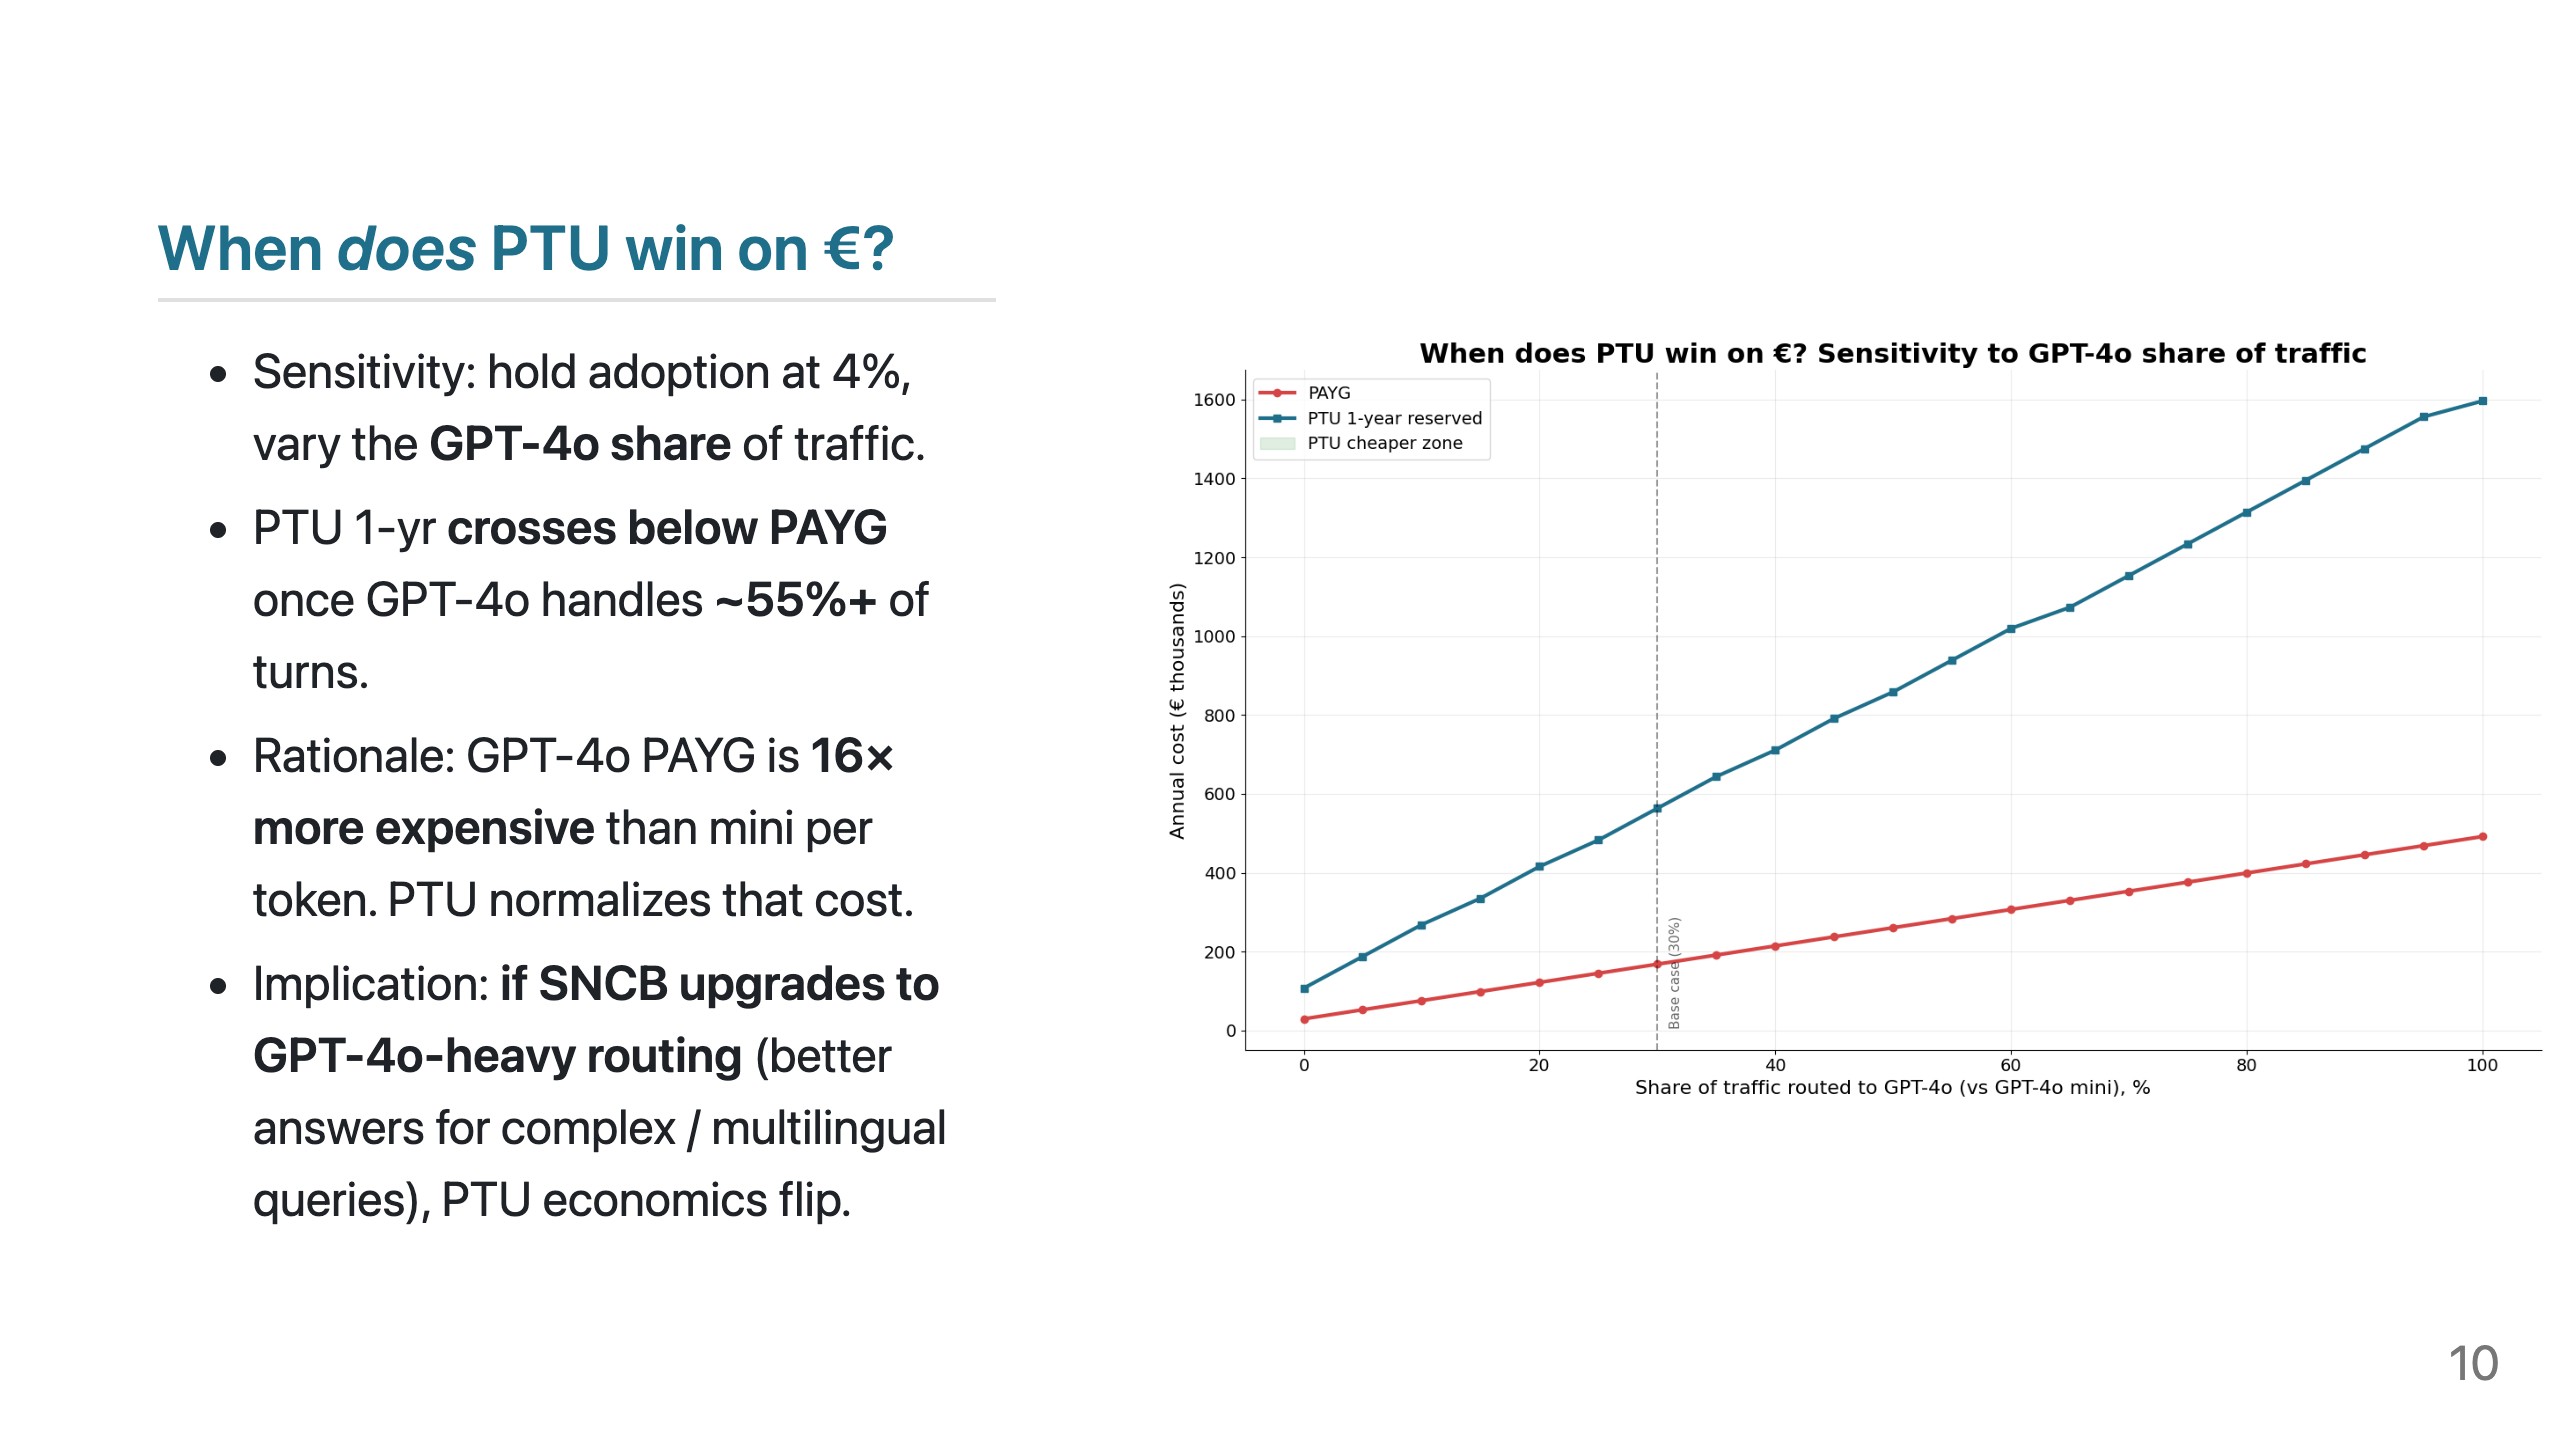 When does PTU win on €?
Sensitivity: hold adoption at 4%,
vary the GPT-4o share of traffic.
PTU 1-yr crosses below PAYG
once GPT-4o handles ~55%+ of
turns.
Rationale: GPT-4o PAYG is 16×
more expensive than mini per
token. PTU normalizes that cost.
Implication: if SNCB upgrades to
GPT-4o-heavy routing (better
answers for complex / multilingual
queries), PTU economics flip.
When does PTU win on €? Sensitivity to GPT-4o share of traffic
PAYG
PTU 1-year reserved
PTU cheaper zone
Annual cost (€ thousands)
1600
1400
1200
1000
800
600
400
200
0
Base case (30%)
0 20 40 60 80 100
Share of traffic routed to GPT-4o (vs GPT-4o mini), %
10